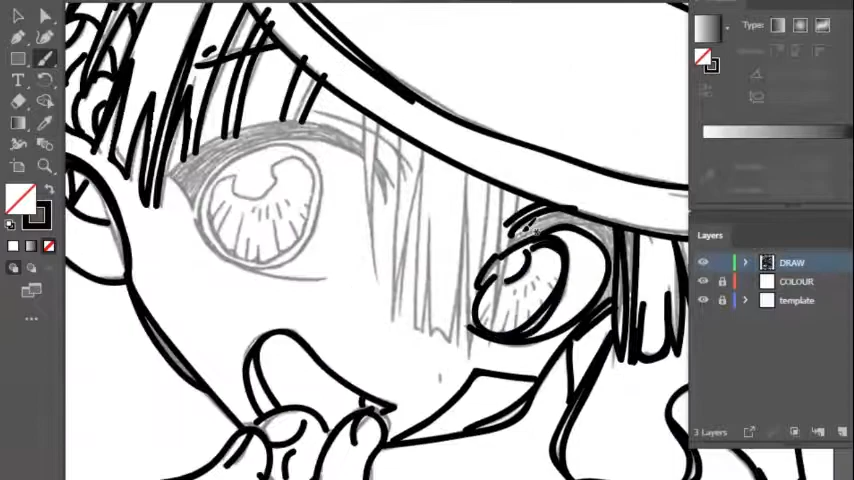 Type:
Layers
DRAW
COLOUR
template
3 Layers